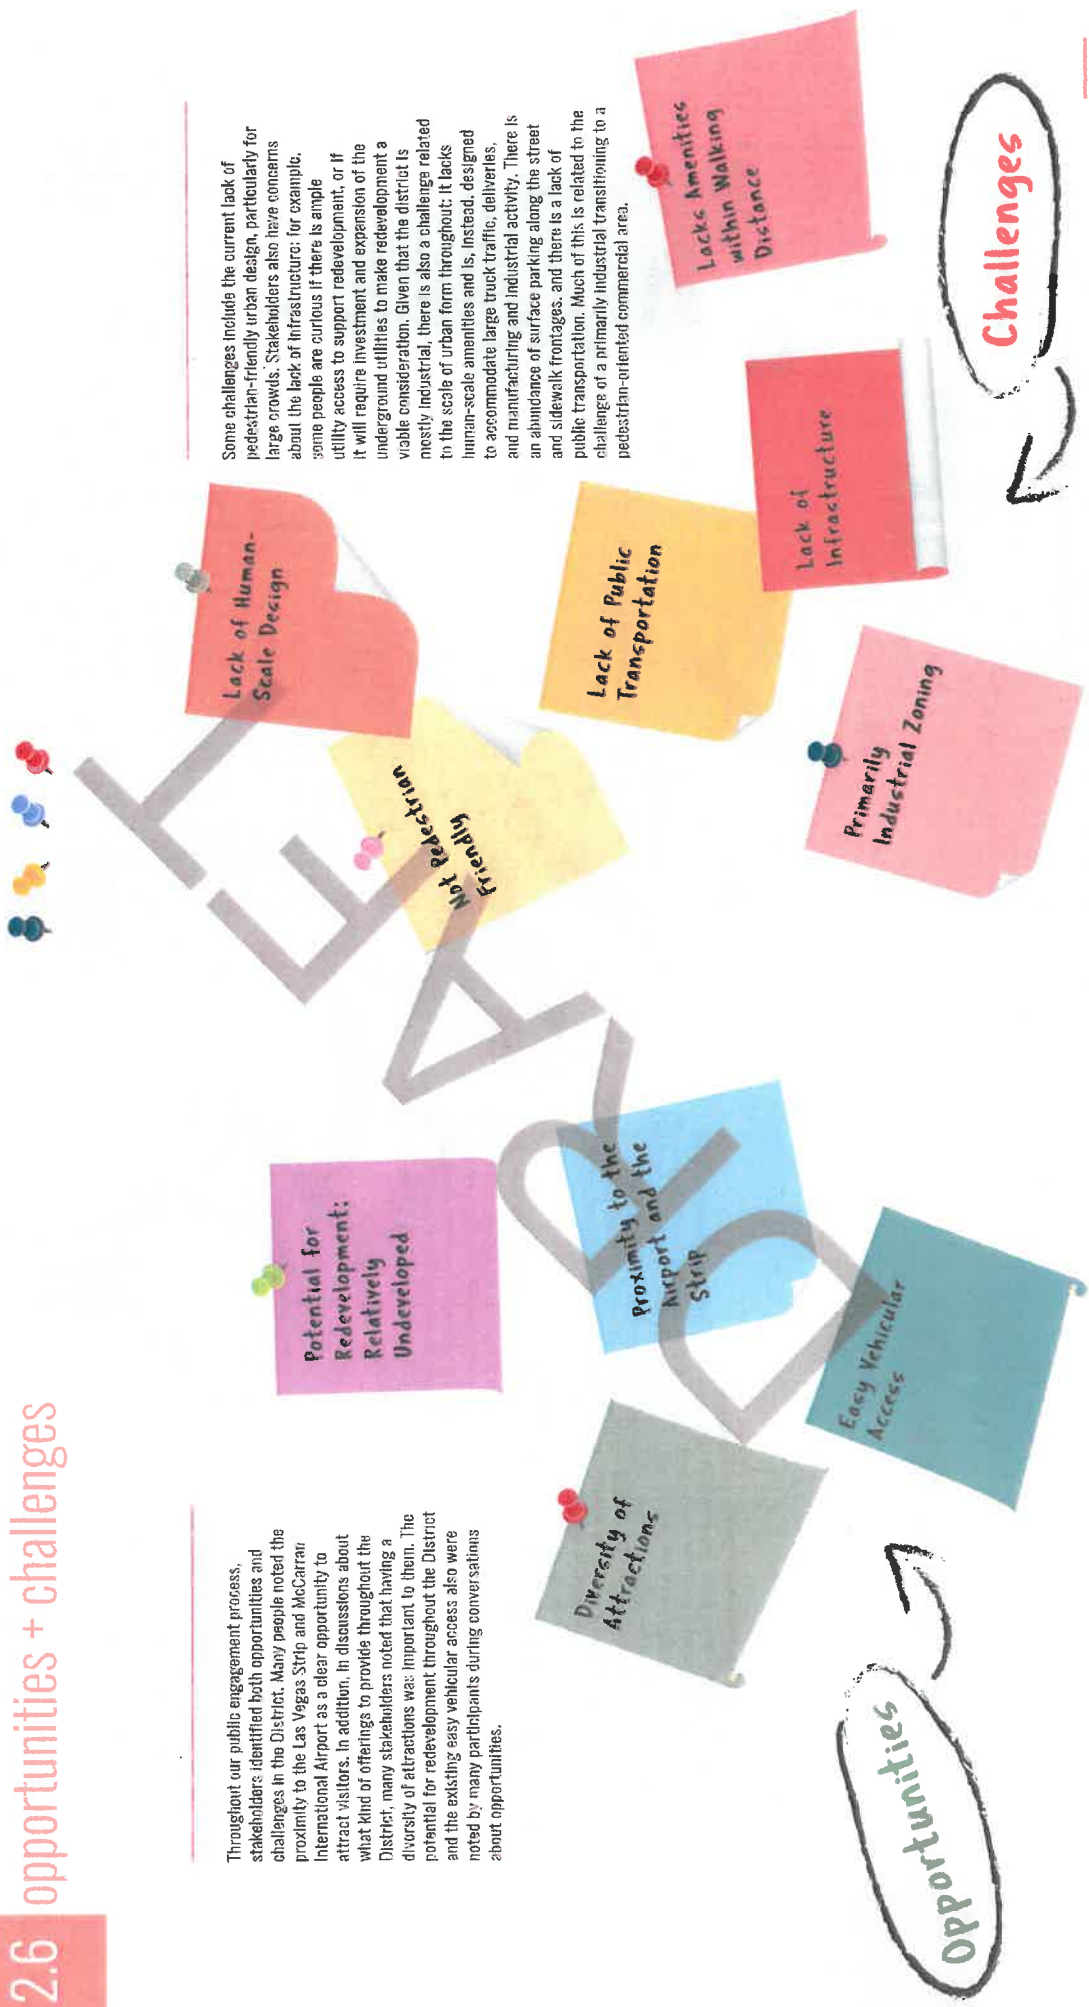 2.6 opportunities + challenges
Throughout our public engagement process,
stakeholders identified both opportunities and
challenges in the District. Many people noted the
proximity to the Las Vegas Strip and McCarran
International Airport as a clear opportunity to
attract visitors. In addition, in discussions about
what kind of offerings to provide throughout the
District, many stakeholders noted that having a
diversity of attractions was important to them. The
potential for redevelopment throughout the District
and the existing easy vehicular access also were
noted by many participants during conversations
about opportunities.
Some challenges include the current lack of
pedestrian-friendly urban design, particularly for
large crowds. Stakeholders also have concerns
about the lack of infrastructure; for example,
some people are curious if there is ample
utility access to support redevelopment, or if
it will require investment and expansion of the
underground utilities to make redevelopment a
viable consideration. Given that the district is
mostly industrial, there is also a challenge related
to the scale of urban form throughout: it lacks
human-scale amenities and is, instead, designed
to accommodate large truck traffic, deliveries,
and manufacturing and industrial activity. There is
an abundance of surface parking along the street
and sidewalk frontages, and there is a lack of
public transportation. Much of this is related to the
challenge of a primarily industrial transitioning to a
pedestrian-oriented commercial area.
Potential for
Redevelopment:
Relatively
Undeveloped
Diversity of
Attractions
Proximity to the
Airport and the
Strip
Easy Vehicular
Access
Opportunities
Lack of Human-
Scale Design
Not Pedestrian
Friendly
Lack of Public
Transportation
Lacks Amenities
within Walking
Distance
Lack of
Infrastructure
Primarily
Industrial Zoning
Challenges
DRAFT